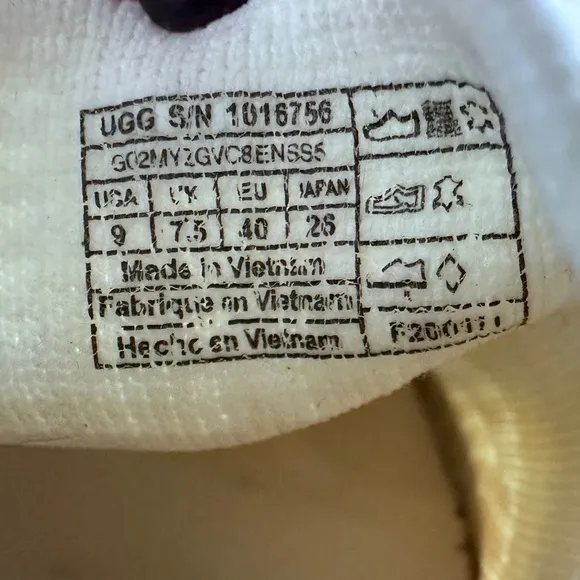 UGG S/N 1016756
USA UK EU JAPAN
9 7.5 40 26
Made in Vietnam
Fabrique en Vietnam
Hecho en Vietnam